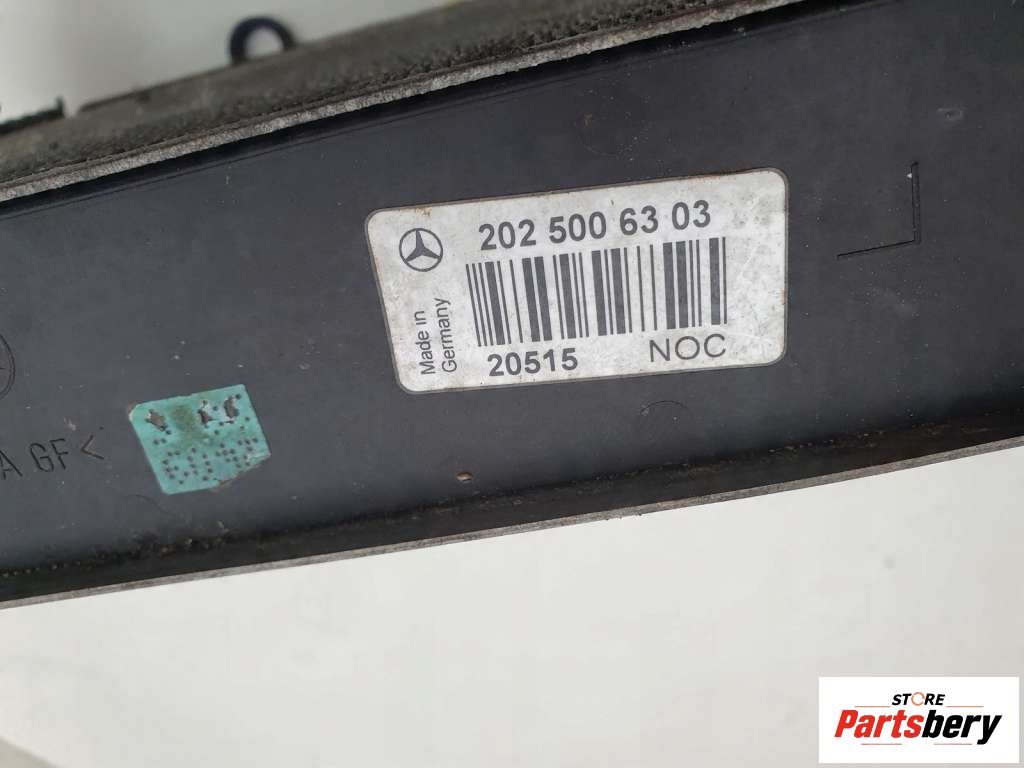 202 500 63 03
Made in
Germany
20515 NOC
A GF<
STORE
Partsbery